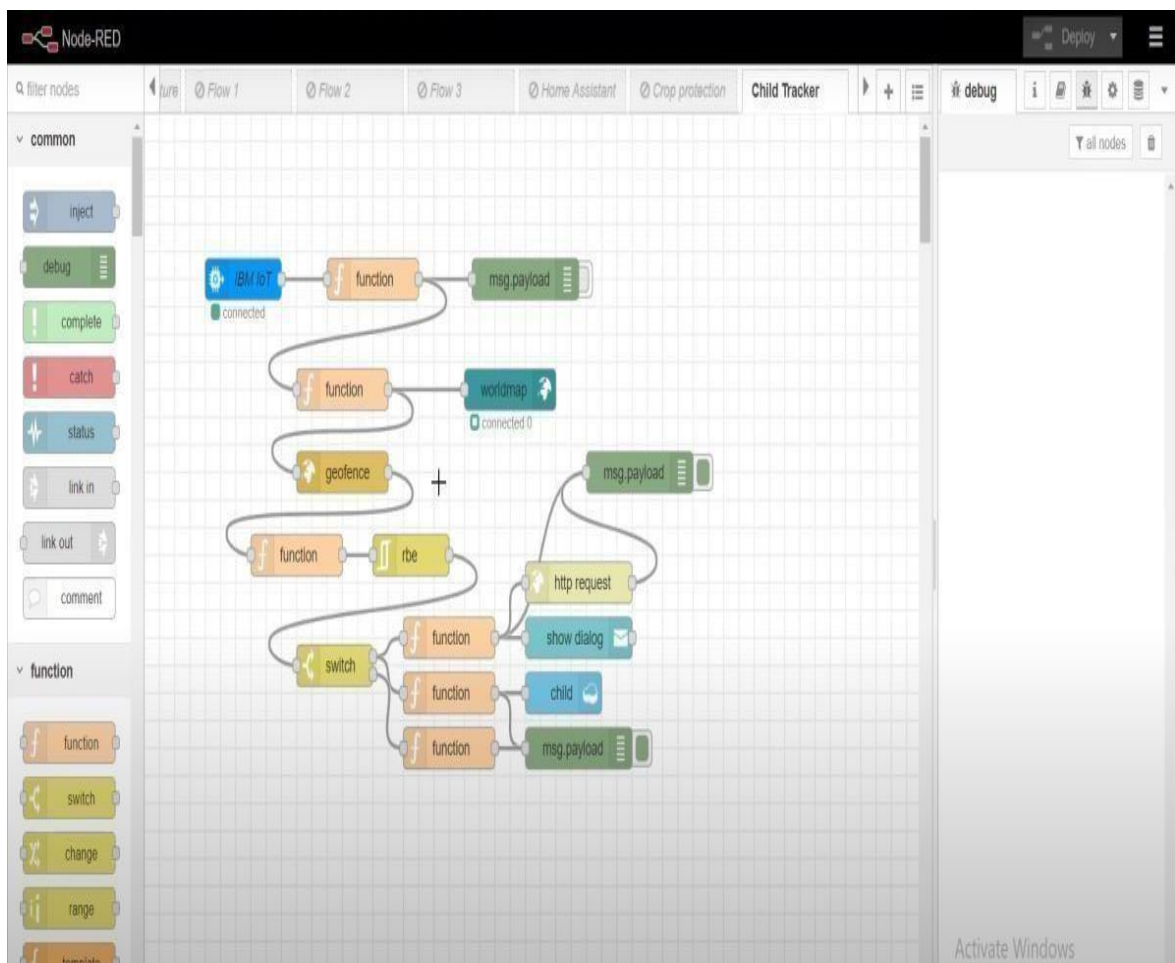 Node-RED
Deploy
filter nodes
ture
Flow 1
Flow 2
Flow 3
Home Assistant
Crop protection
Child Tracker
debug
i
all nodes
common
inject
debug
complete
catch
status
link in
link out
comment
function
function
switch
change
range
template
IBM IoT
connected
function
msg.payload
function
worldmap
connected 0
geofence
msg.payload
function
rbe
http request
function
show dialog
switch
function
child
function
msg.payload
Activate Windows